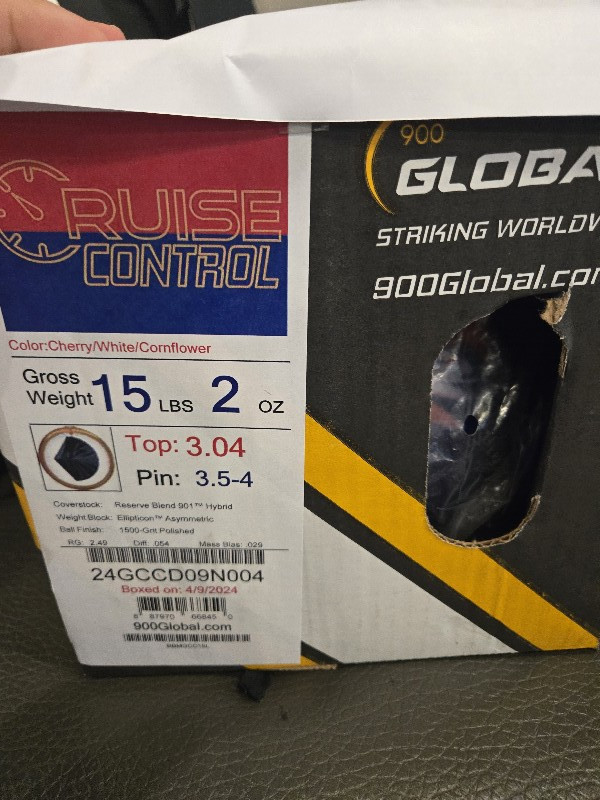 CRUISE
CONTROL
Color:Cherry/White/Cornflower
Gross Weight 15 LBS 2 OZ
Top: 3.04
Pin: 3.5-4
Coverstock: Reserve Blend 901™ Hybrid
Weight Block: Ellipticon™ Asymmetric
Ball Finish: 1500-Grit Polished
RG: 2.49 Diff: .054 Mass Bias: .029
24GCCD09N004
Boxed on: 4/9/2024
900Global.com
900
GLOBA
STRIKING WORLDW
900Global.com